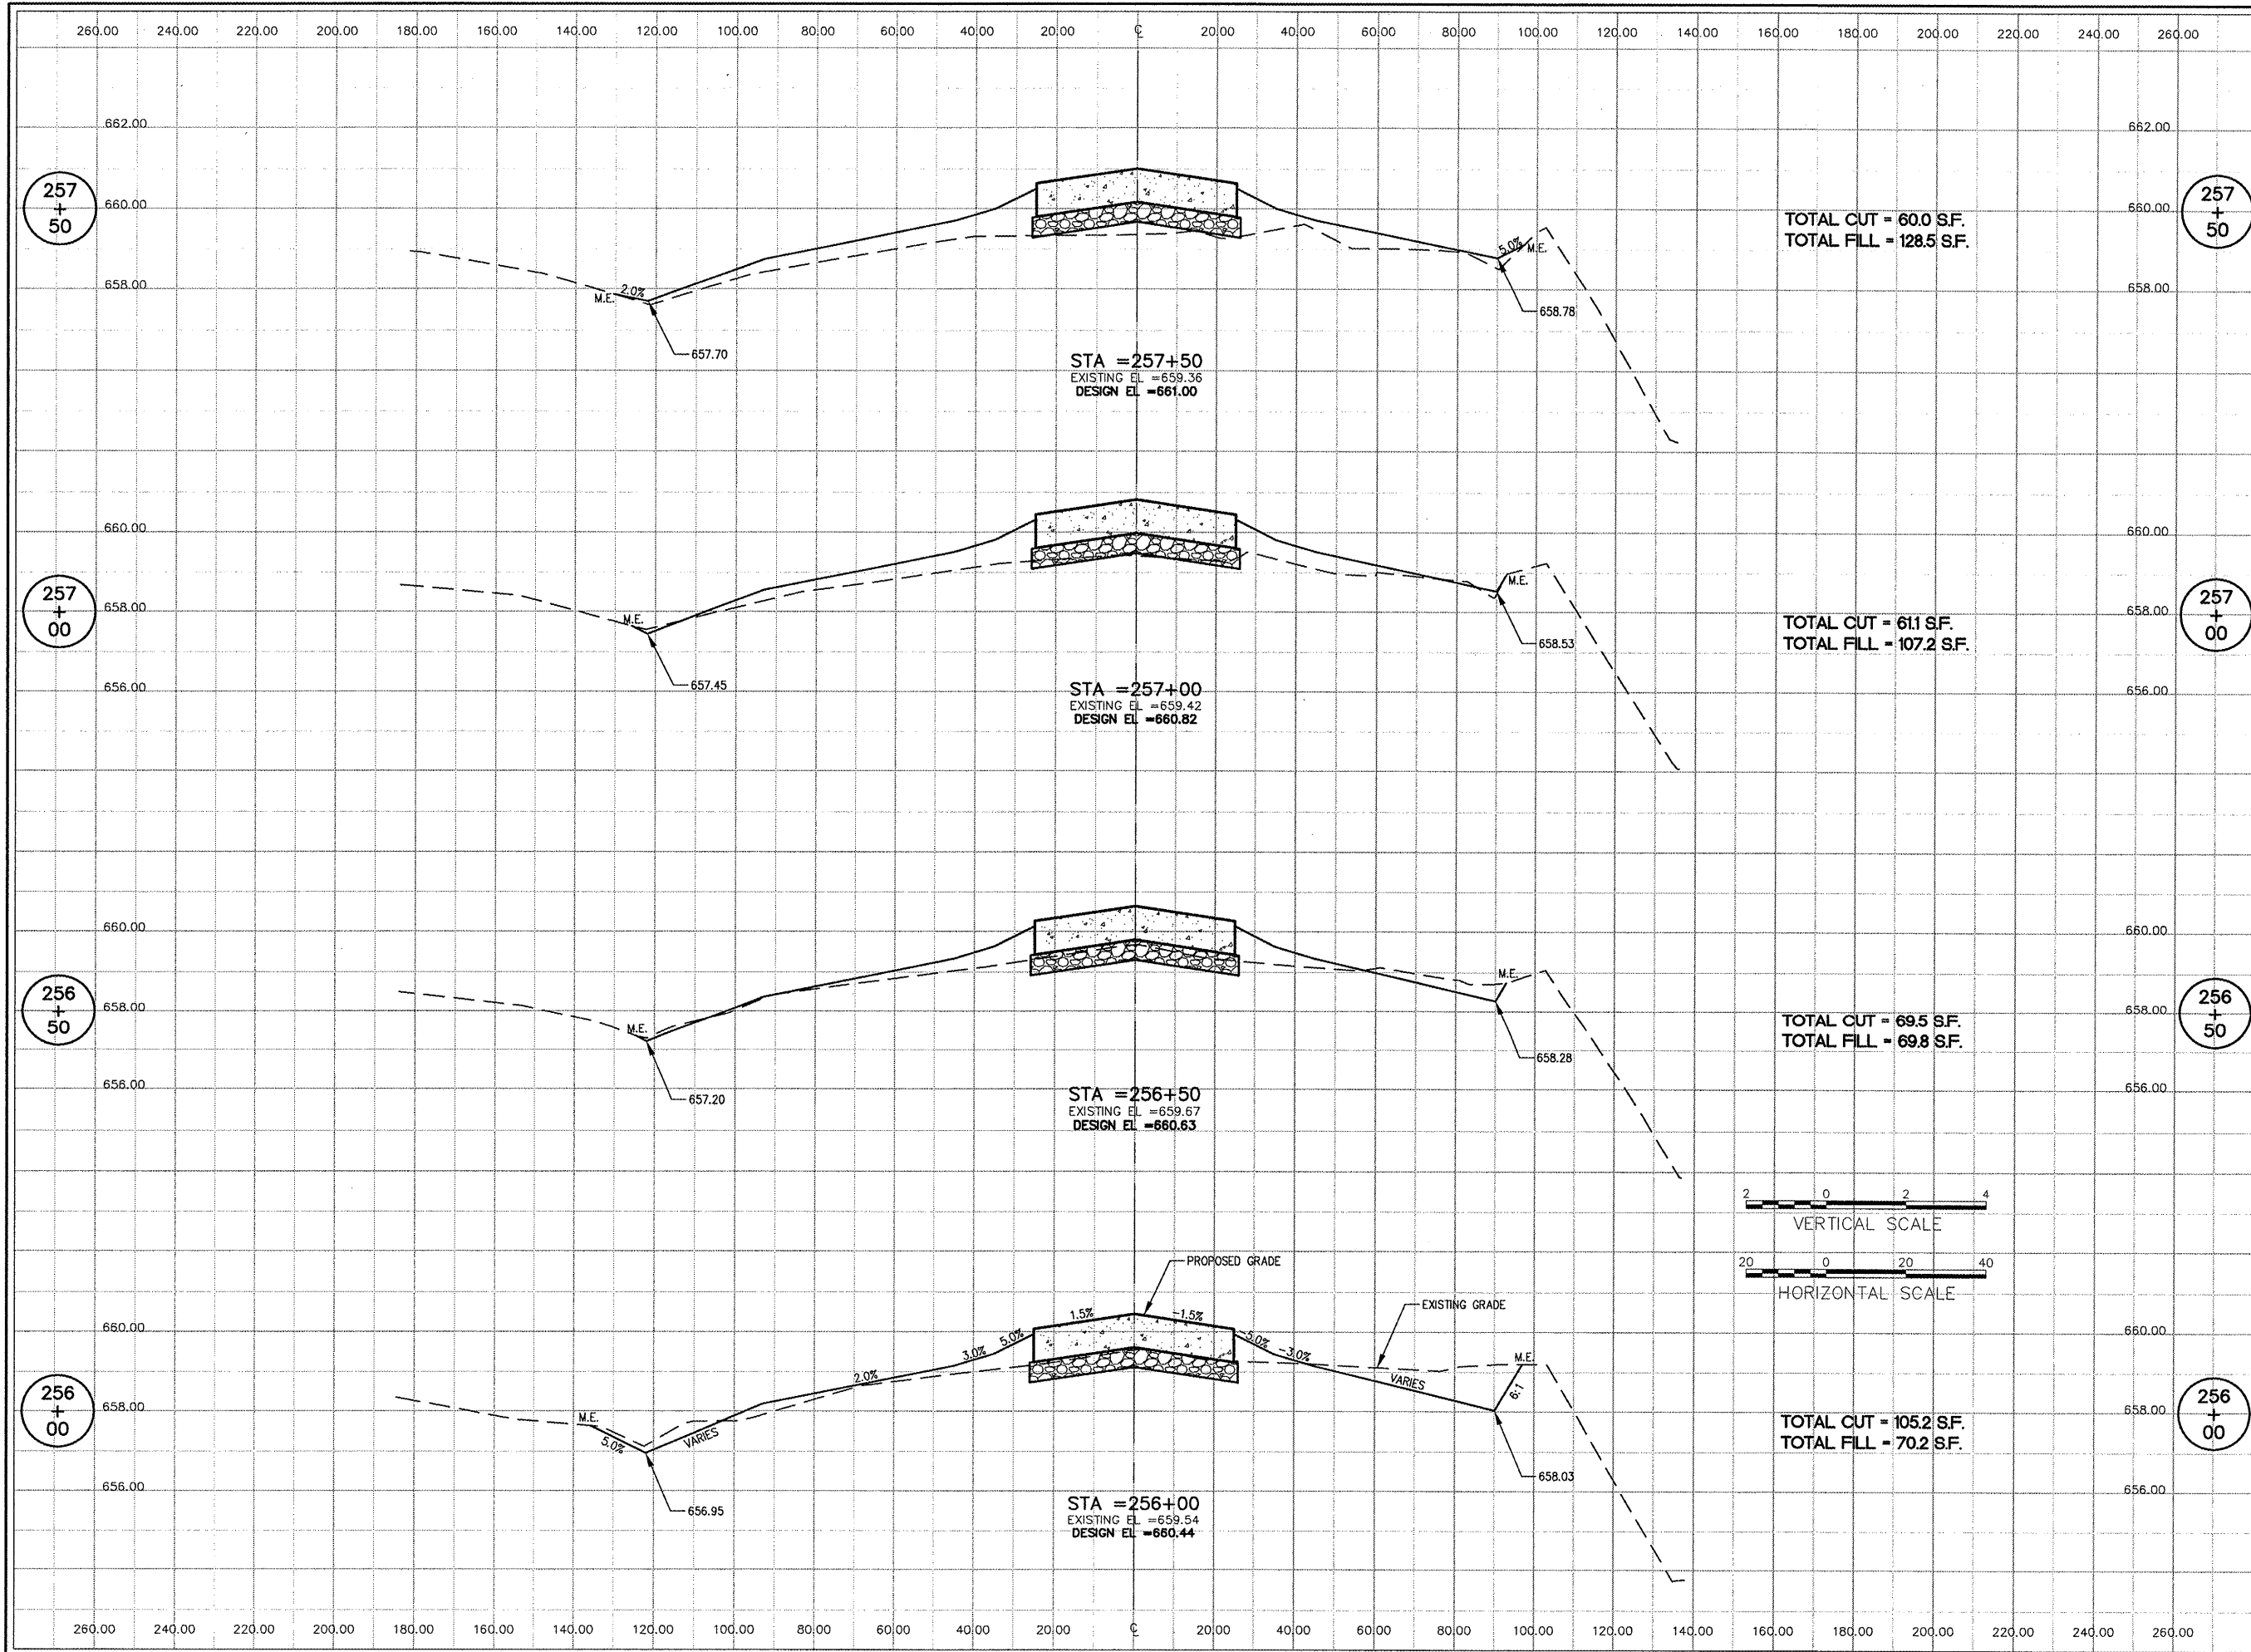 260.00 240.00 220.00 200.00 180.00 160.00 140.00 120.00 100.00 80.00 60.00 40.00 20.00 ℄ 20.00 40.00 60.00 80.00 100.00 120.00 140.00 160.00 180.00 200.00 220.00 240.00 260.00
662.00 662.00
257
+
50
660.00 660.00
257
+
50
TOTAL CUT = 60.0 S.F.
TOTAL FILL = 128.5 S.F.
5.0% M.E.
658.00 658.00
M.E. 2.0%
658.78
657.70
STA =257+50
EXISTING EL =659.36
DESIGN EL =661.00
660.00 660.00
257
+
00
658.00 658.00
257
+
00
M.E. M.E.
TOTAL CUT = 61.1 S.F.
TOTAL FILL = 107.2 S.F.
658.53
657.45
656.00 656.00
STA =257+00
EXISTING EL =659.42
DESIGN EL =660.82
660.00 660.00
256
+
50
658.00 658.00
256
+
50
M.E. M.E.
TOTAL CUT = 69.5 S.F.
TOTAL FILL = 69.8 S.F.
658.28
657.20
656.00 656.00
STA =256+50
EXISTING EL =659.67
DESIGN EL =660.63
2 0 2 4
VERTICAL SCALE
20 0 20 40
HORIZONTAL SCALE
PROPOSED GRADE
EXISTING GRADE
660.00 660.00
2.0% 3.0% 5.0% 1.5% -1.5% -5.0% -3.0%
VARIES
M.E.
6:1
256
+
00
658.00 658.00
256
+
00
M.E.
5.0%
VARIES
TOTAL CUT = 105.2 S.F.
TOTAL FILL = 70.2 S.F.
658.03
656.95
656.00 656.00
STA =256+00
EXISTING EL =659.54
DESIGN EL =660.44
260.00 240.00 220.00 200.00 180.00 160.00 140.00 120.00 100.00 80.00 60.00 40.00 20.00 ℄ 20.00 40.00 60.00 80.00 100.00 120.00 140.00 160.00 180.00 200.00 220.00 240.00 260.00